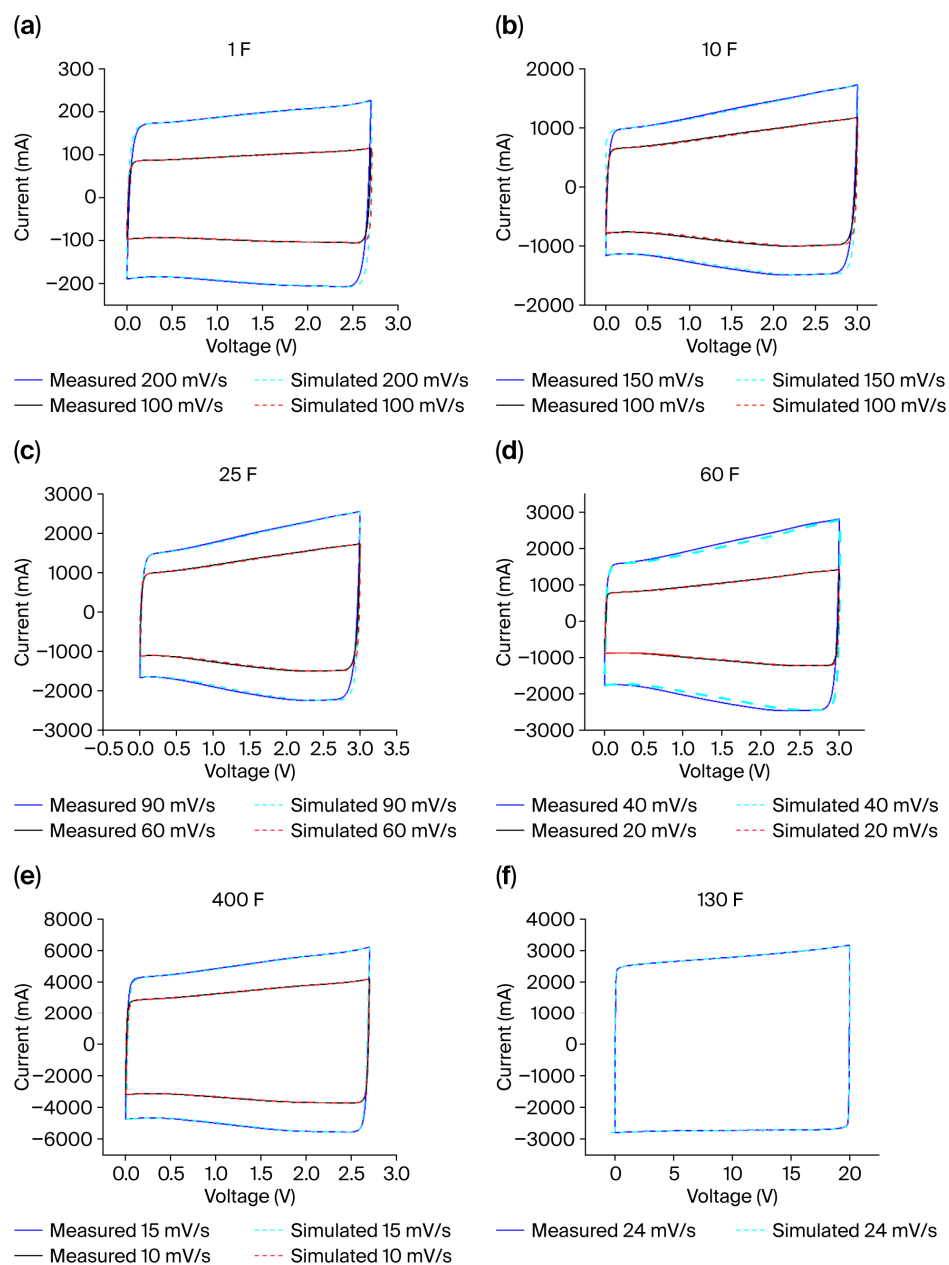 (a)
1 F
Current (mA)
300
200
100
0
−100
−200
0.0 0.5 1.0 1.5 2.0 2.5 3.0
Voltage (V)
Measured 200 mV/s Simulated 200 mV/s
Measured 100 mV/s Simulated 100 mV/s
(b)
10 F
Current (mA)
2000
1000
0
−1000
−2000
0.0 0.5 1.0 1.5 2.0 2.5 3.0
Voltage (V)
Measured 150 mV/s Simulated 150 mV/s
Measured 100 mV/s Simulated 100 mV/s
(c)
25 F
Current (mA)
3000
2000
1000
0
−1000
−2000
−3000
−0.5 0.0 0.5 1.0 1.5 2.0 2.5 3.0 3.5
Voltage (V)
Measured 90 mV/s Simulated 90 mV/s
Measured 60 mV/s Simulated 60 mV/s
(d)
60 F
Current (mA)
3000
2000
1000
0
−1000
−2000
−3000
0.0 0.5 1.0 1.5 2.0 2.5 3.0
Voltage (V)
Measured 40 mV/s Simulated 40 mV/s
Measured 20 mV/s Simulated 20 mV/s
(e)
400 F
Current (mA)
8000
6000
4000
2000
0
−2000
−4000
−6000
0.0 0.5 1.0 1.5 2.0 2.5 3.0
Voltage (V)
Measured 15 mV/s Simulated 15 mV/s
Measured 10 mV/s Simulated 10 mV/s
(f)
130 F
Current (mA)
4000
3000
2000
1000
0
−1000
−2000
−3000
0 5 10 15 20
Voltage (V)
Measured 24 mV/s Simulated 24 mV/s